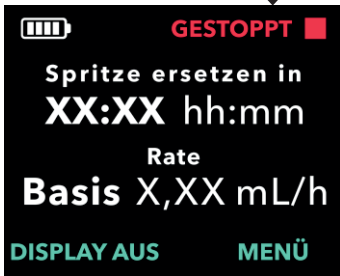 GESTOPPT
Spritze ersetzen in
XX:XX hh:mm
Rate
Basis X,XX mL/h
DISPLAY AUS MENÜ